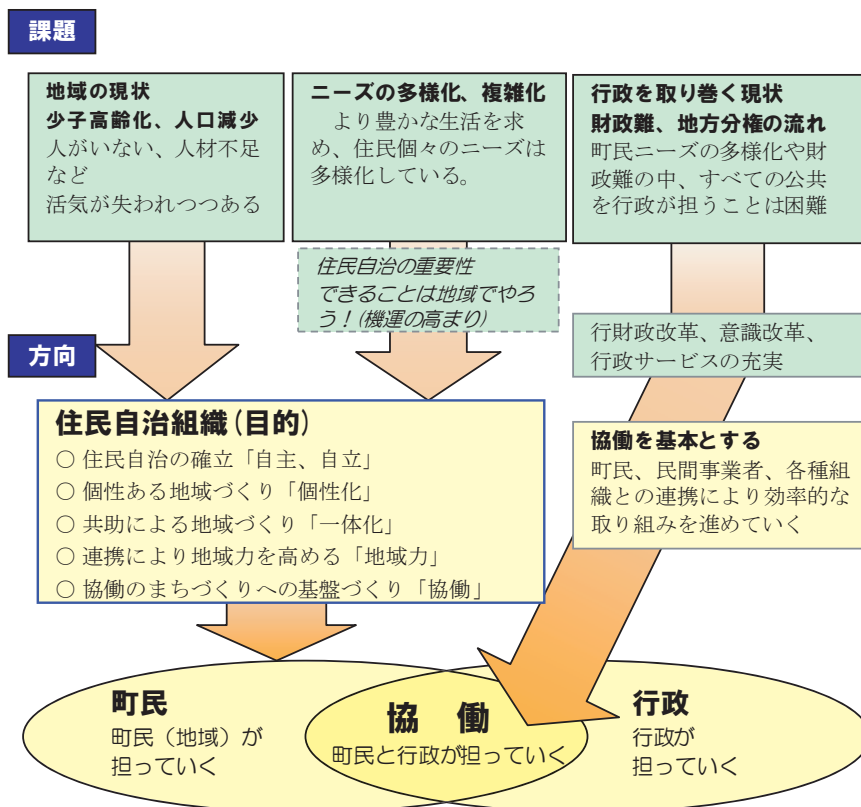 課題
地域の現状
少子高齢化、人口減少
人がいない、人材不足
など
活気が失われつつある
ニーズの多様化、複雑化
より豊かな生活を求
め、住民個々のニーズは
多様化している。
行政を取り巻く現状
財政難、地方分権の流れ
町民ニーズの多様化や財
政難の中、すべての公共
を行政が担うことは困難
住民自治の重要性
できることは地域でやろ
う！(機運の高まり)
行財政改革、意識改革、
行政サービスの充実
方向
住民自治組織(目的)
○ 住民自治の確立「自主、自立」
○ 個性ある地域づくり「個性化」
○ 共助による地域づくり「一体化」
○ 連携により地域力を高める「地域力」
○ 協働のまちづくりへの基盤づくり「協働」
協働を基本とする
町民、民間事業者、各種組
織との連携により効率的な
取り組みを進めていく
町民
町民（地域）が
担っていく
協 働
町民と行政が担っていく
行政
行政が
担っていく